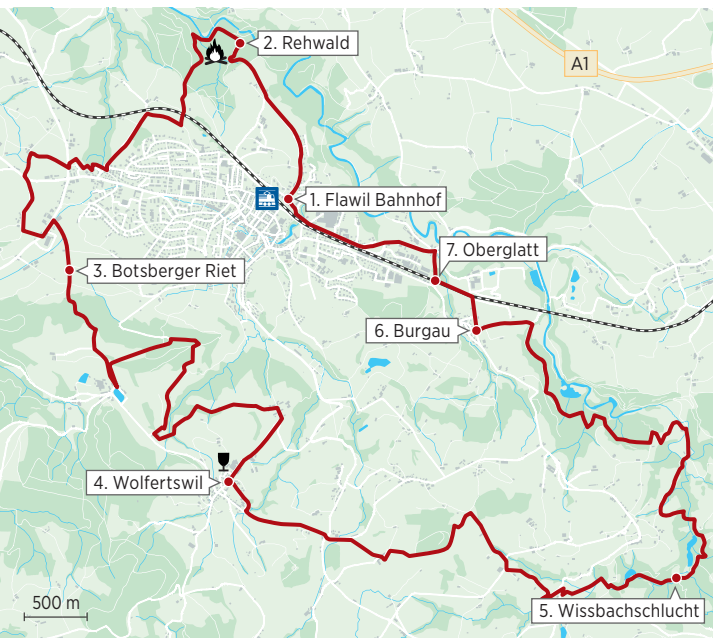 2. Rehwald
A1
1. Flawil Bahnhof
7. Oberglatt
3. Botsberger Riet
6. Burgau
4. Wolfertswil
500 m
5. Wissbachschlucht